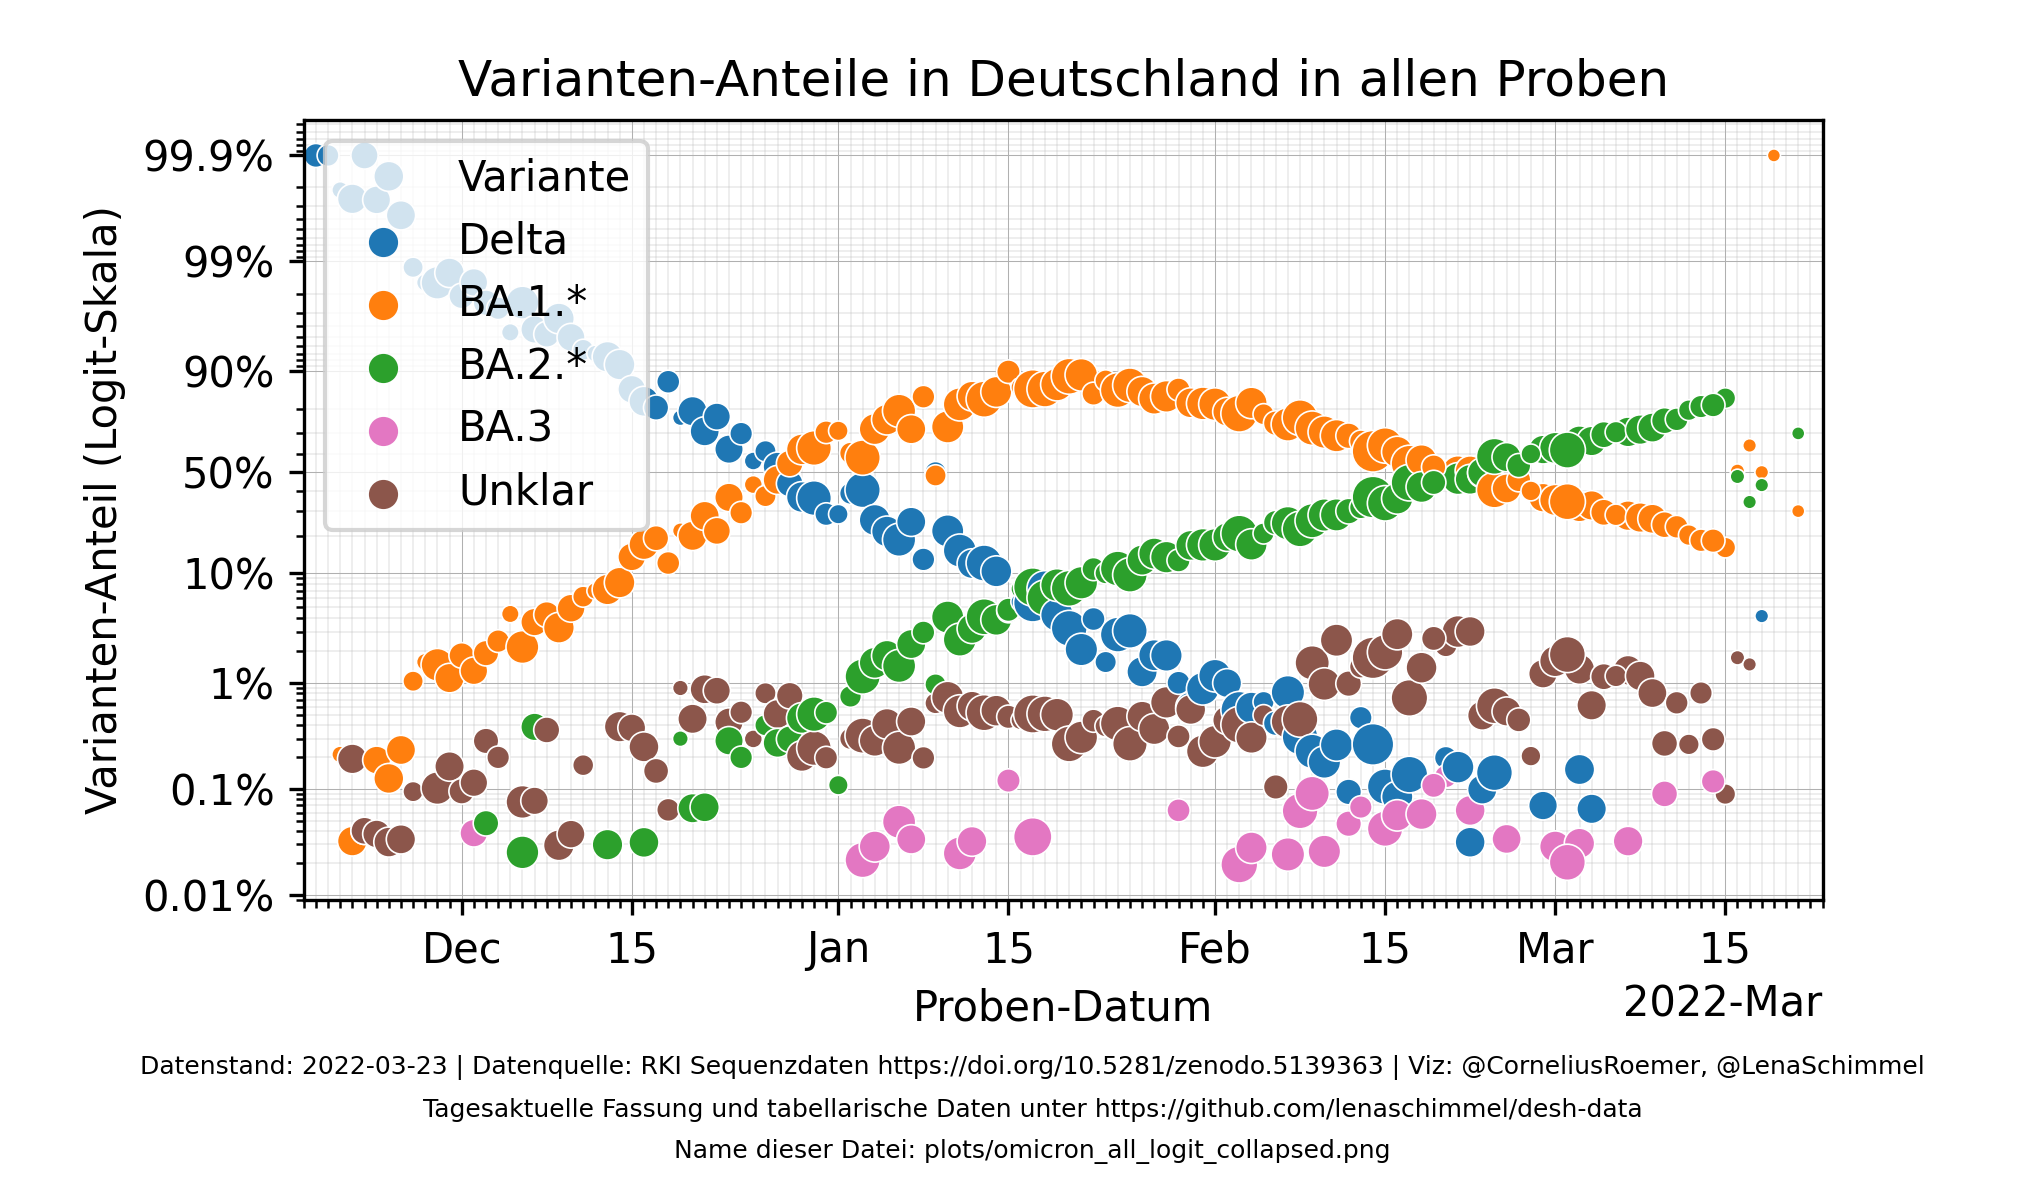 Varianten-Anteile in Deutschland in allen Proben
Varianten-Anteil (Logit-Skala)
99.9%
99%
90%
50%
10%
1%
0.1%
0.01%
Variante
Delta
BA.1.*
BA.2.*
BA.3
Unklar
Dec 15 Jan 15 Feb 15 Mar 15
Proben-Datum
2022-Mar
Datenstand: 2022-03-23 | Datenquelle: RKI Sequenzdaten https://doi.org/10.5281/zenodo.5139363 | Viz: @CorneliusRoemer, @LenaSchimmel
Tagesaktuelle Fassung und tabellarische Daten unter https://github.com/lenaschimmel/desh-data
Name dieser Datei: plots/omicron_all_logit_collapsed.png